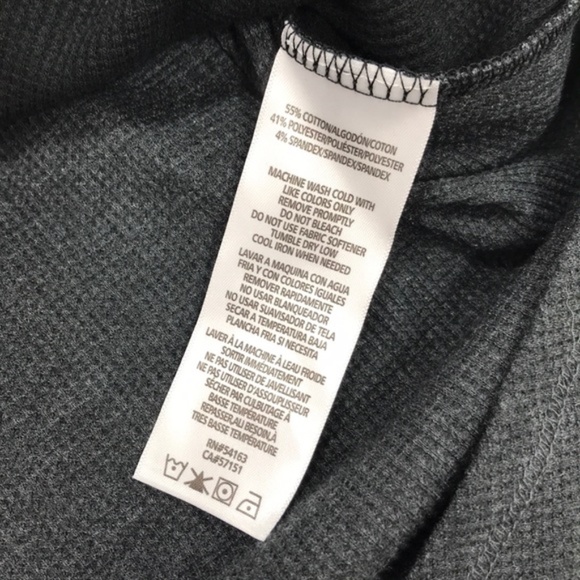 55% COTTON/ALGODÓN/COTON
41% POLYESTER/POLIÉSTER/POLYESTER
4% SPANDEX/SPANDEX/SPANDEX
MACHINE WASH COLD WITH
LIKE COLORS ONLY
REMOVE PROMPTLY
DO NOT BLEACH
DO NOT USE FABRIC SOFTENER
TUMBLE DRY LOW
COOL IRON WHEN NEEDED
LAVAR A MAQUINA CON AGUA
FRIA Y CON COLORES IGUALES
REMOVER RAPIDAMENTE
NO USAR BLANQUEADOR
NO USAR SUAVISADOR DE TELA
SECAR A TEMPERATURA BAJA
PLANCHA FRIA SI NECESITA
LAVER À LA MACHINE À LEAU FROIDE
SORTIR IMMÉDIATEMENT
NE PAS UTILISER DE JAVELLISANT
NE PAS UTILISER D'ASSOUPLISSEUR
SÉCHER PAR CULBUTAGE À
BASSE TEMPÉRATURE
REPASSER,AU BESOIN,À
TRÈS BASSE TEMPÉRATURE
RN#54163
CA#57151